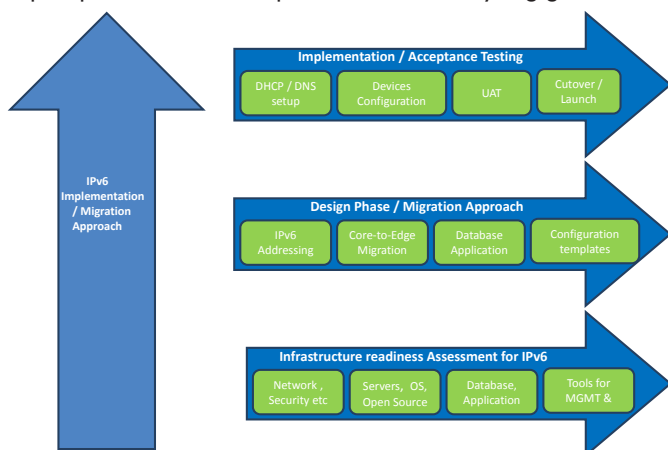 Implementation / Acceptance Testing
DHCP / DNS
setup
Devices
Configuration
UAT
Cutover /
Launch
IPv6
Implementation
/ Migration
Approach
Design Phase / Migration Approach
IPv6
Addressing
Core-to-Edge
Migration
Database
Application
Configuration
templates
Infrastructure readiness Assessment for IPv6
Network ,
Security etc
Servers, OS,
Open Source
Database,
Application
Tools for
MGMT &